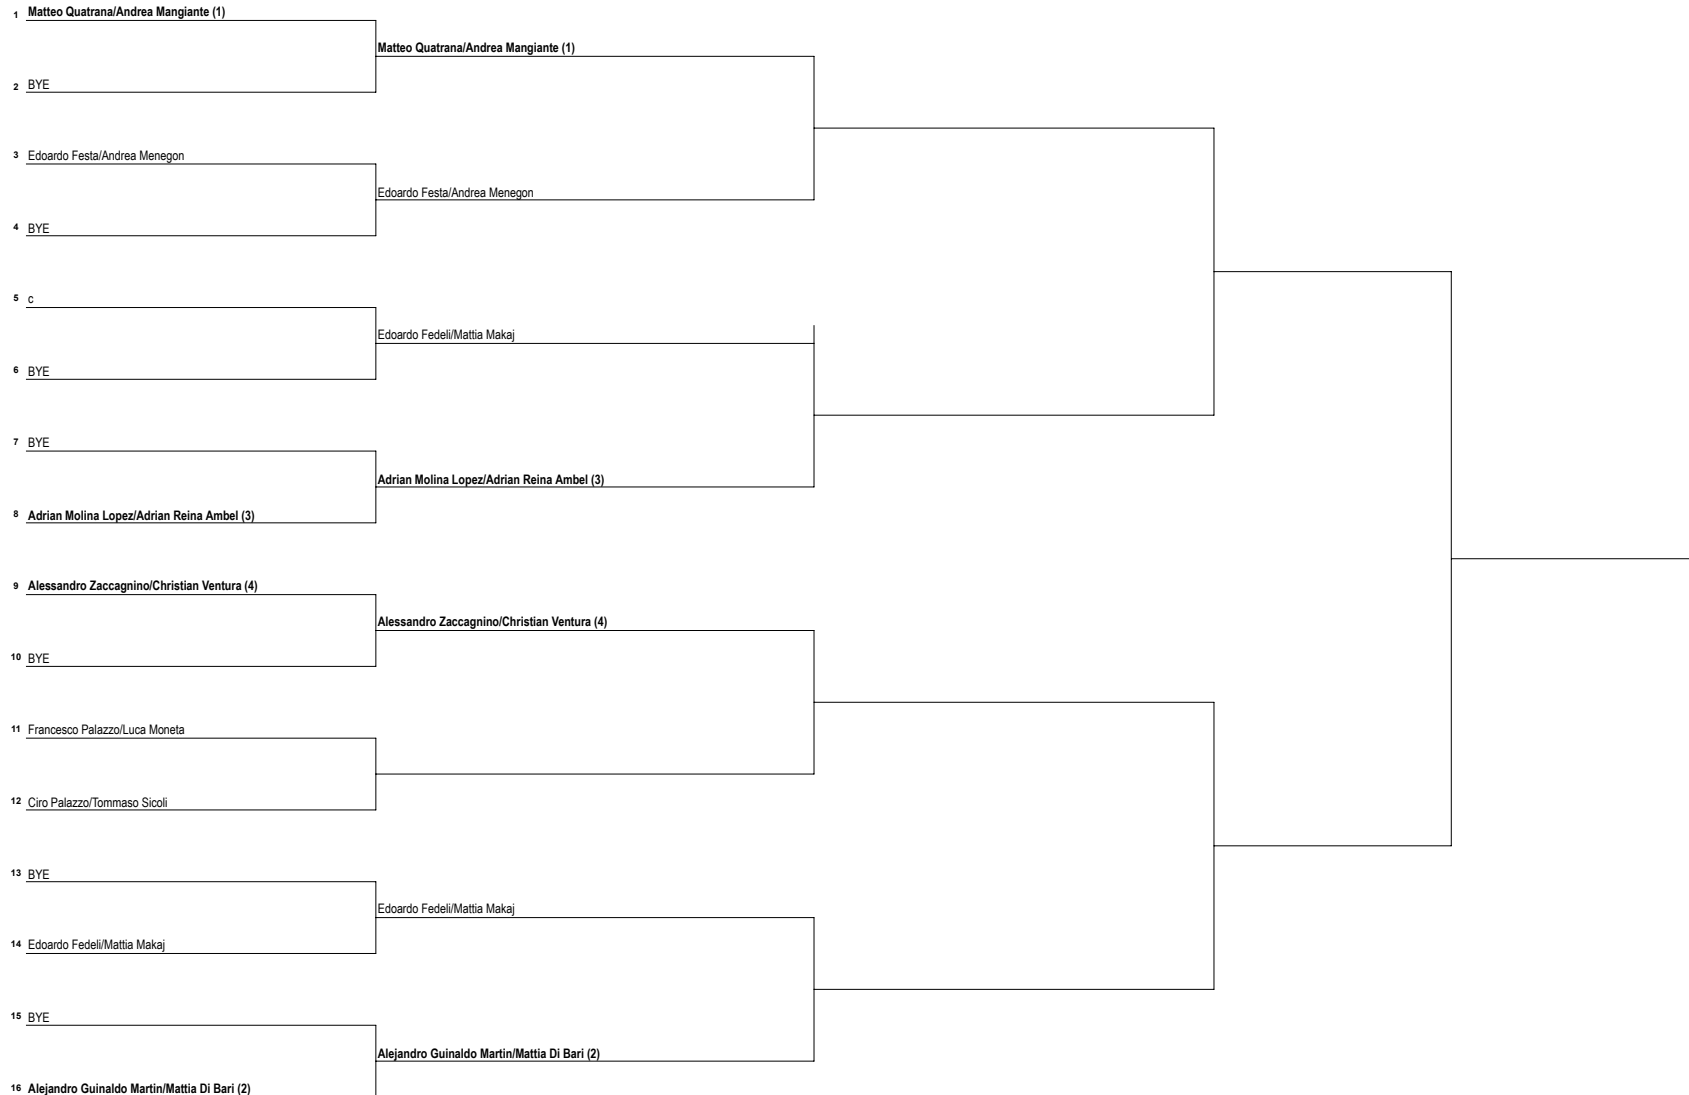 1 Matteo Quatrana/Andrea Mangiante (1)
Matteo Quatrana/Andrea Mangiante (1)
2 BYE
3 Edoardo Festa/Andrea Menegon
Edoardo Festa/Andrea Menegon
4 BYE
5 c
Edoardo Fedeli/Mattia Makaj
6 BYE
7 BYE
Adrian Molina Lopez/Adrian Reina Ambel (3)
8 Adrian Molina Lopez/Adrian Reina Ambel (3)
9 Alessandro Zaccagnino/Christian Ventura (4)
Alessandro Zaccagnino/Christian Ventura (4)
10 BYE
11 Francesco Palazzo/Luca Moneta
12 Ciro Palazzo/Tommaso Sicoli
13 BYE
Edoardo Fedeli/Mattia Makaj
14 Edoardo Fedeli/Mattia Makaj
15 BYE
Alejandro Guinaldo Martin/Mattia Di Bari (2)
16 Alejandro Guinaldo Martin/Mattia Di Bari (2)